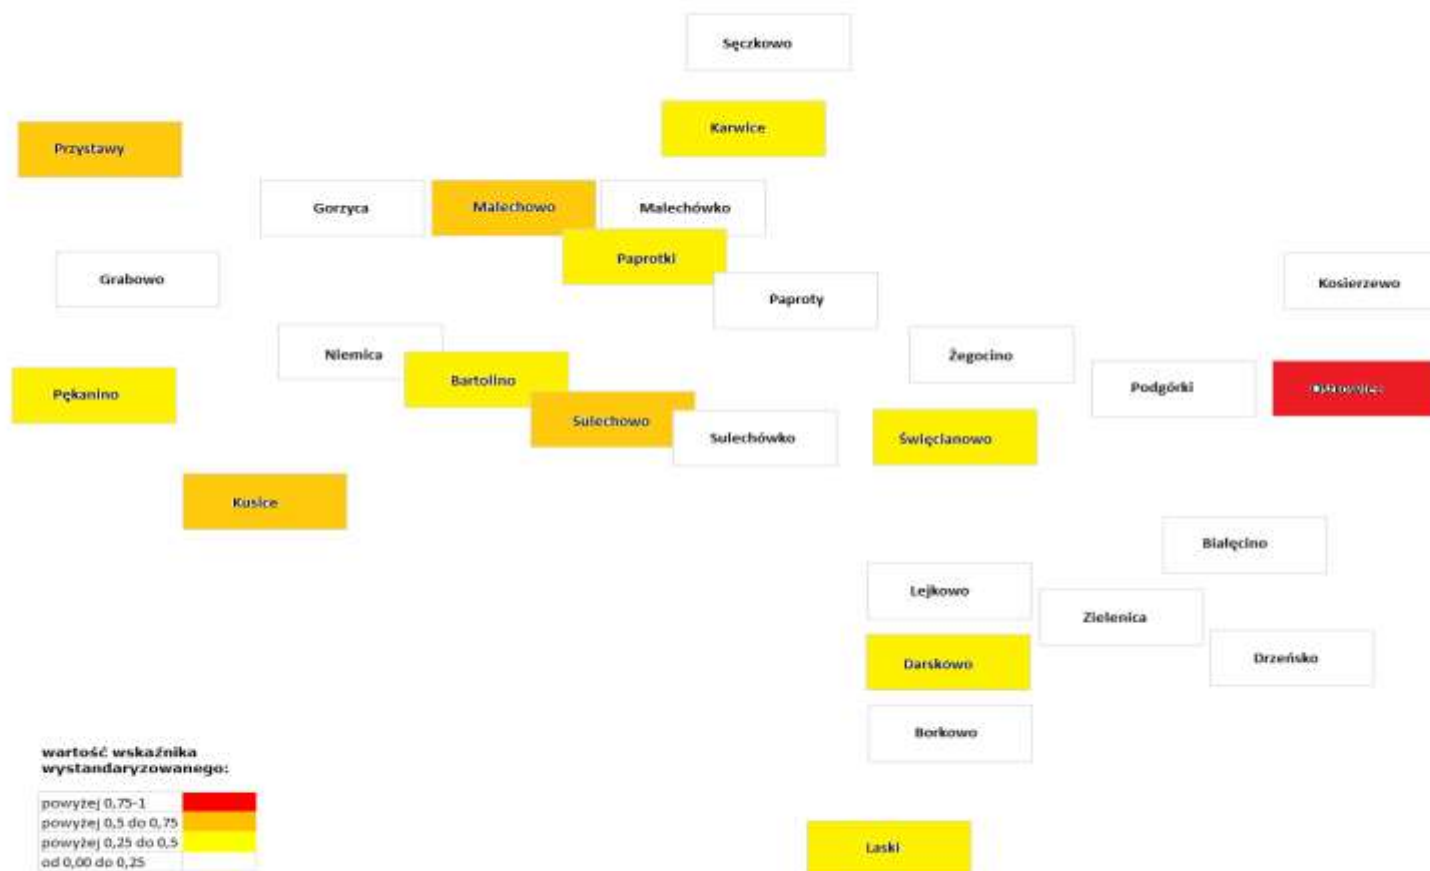 Sęczkowo
Karwice
Przystawy
Gorzyca
Malechowo
Malechówko
Paprotki
Grabowo
Paproty
Kosierzewo
Niemica
Żegocino
Bartolino
Podgórki
Pękanino
Sulechowo
Sulechówko
Święcianowo
Kusice
Białęcino
Lejkowo
Zielenica
Darskowo
Drzeńsko
Borkowo
wartość wskaźnika
wystandaryzowanego:
powyżej 0,75-1
powyżej 0,5 do 0,75
powyżej 0,25 do 0,5
od 0,00 do 0,25
Laski